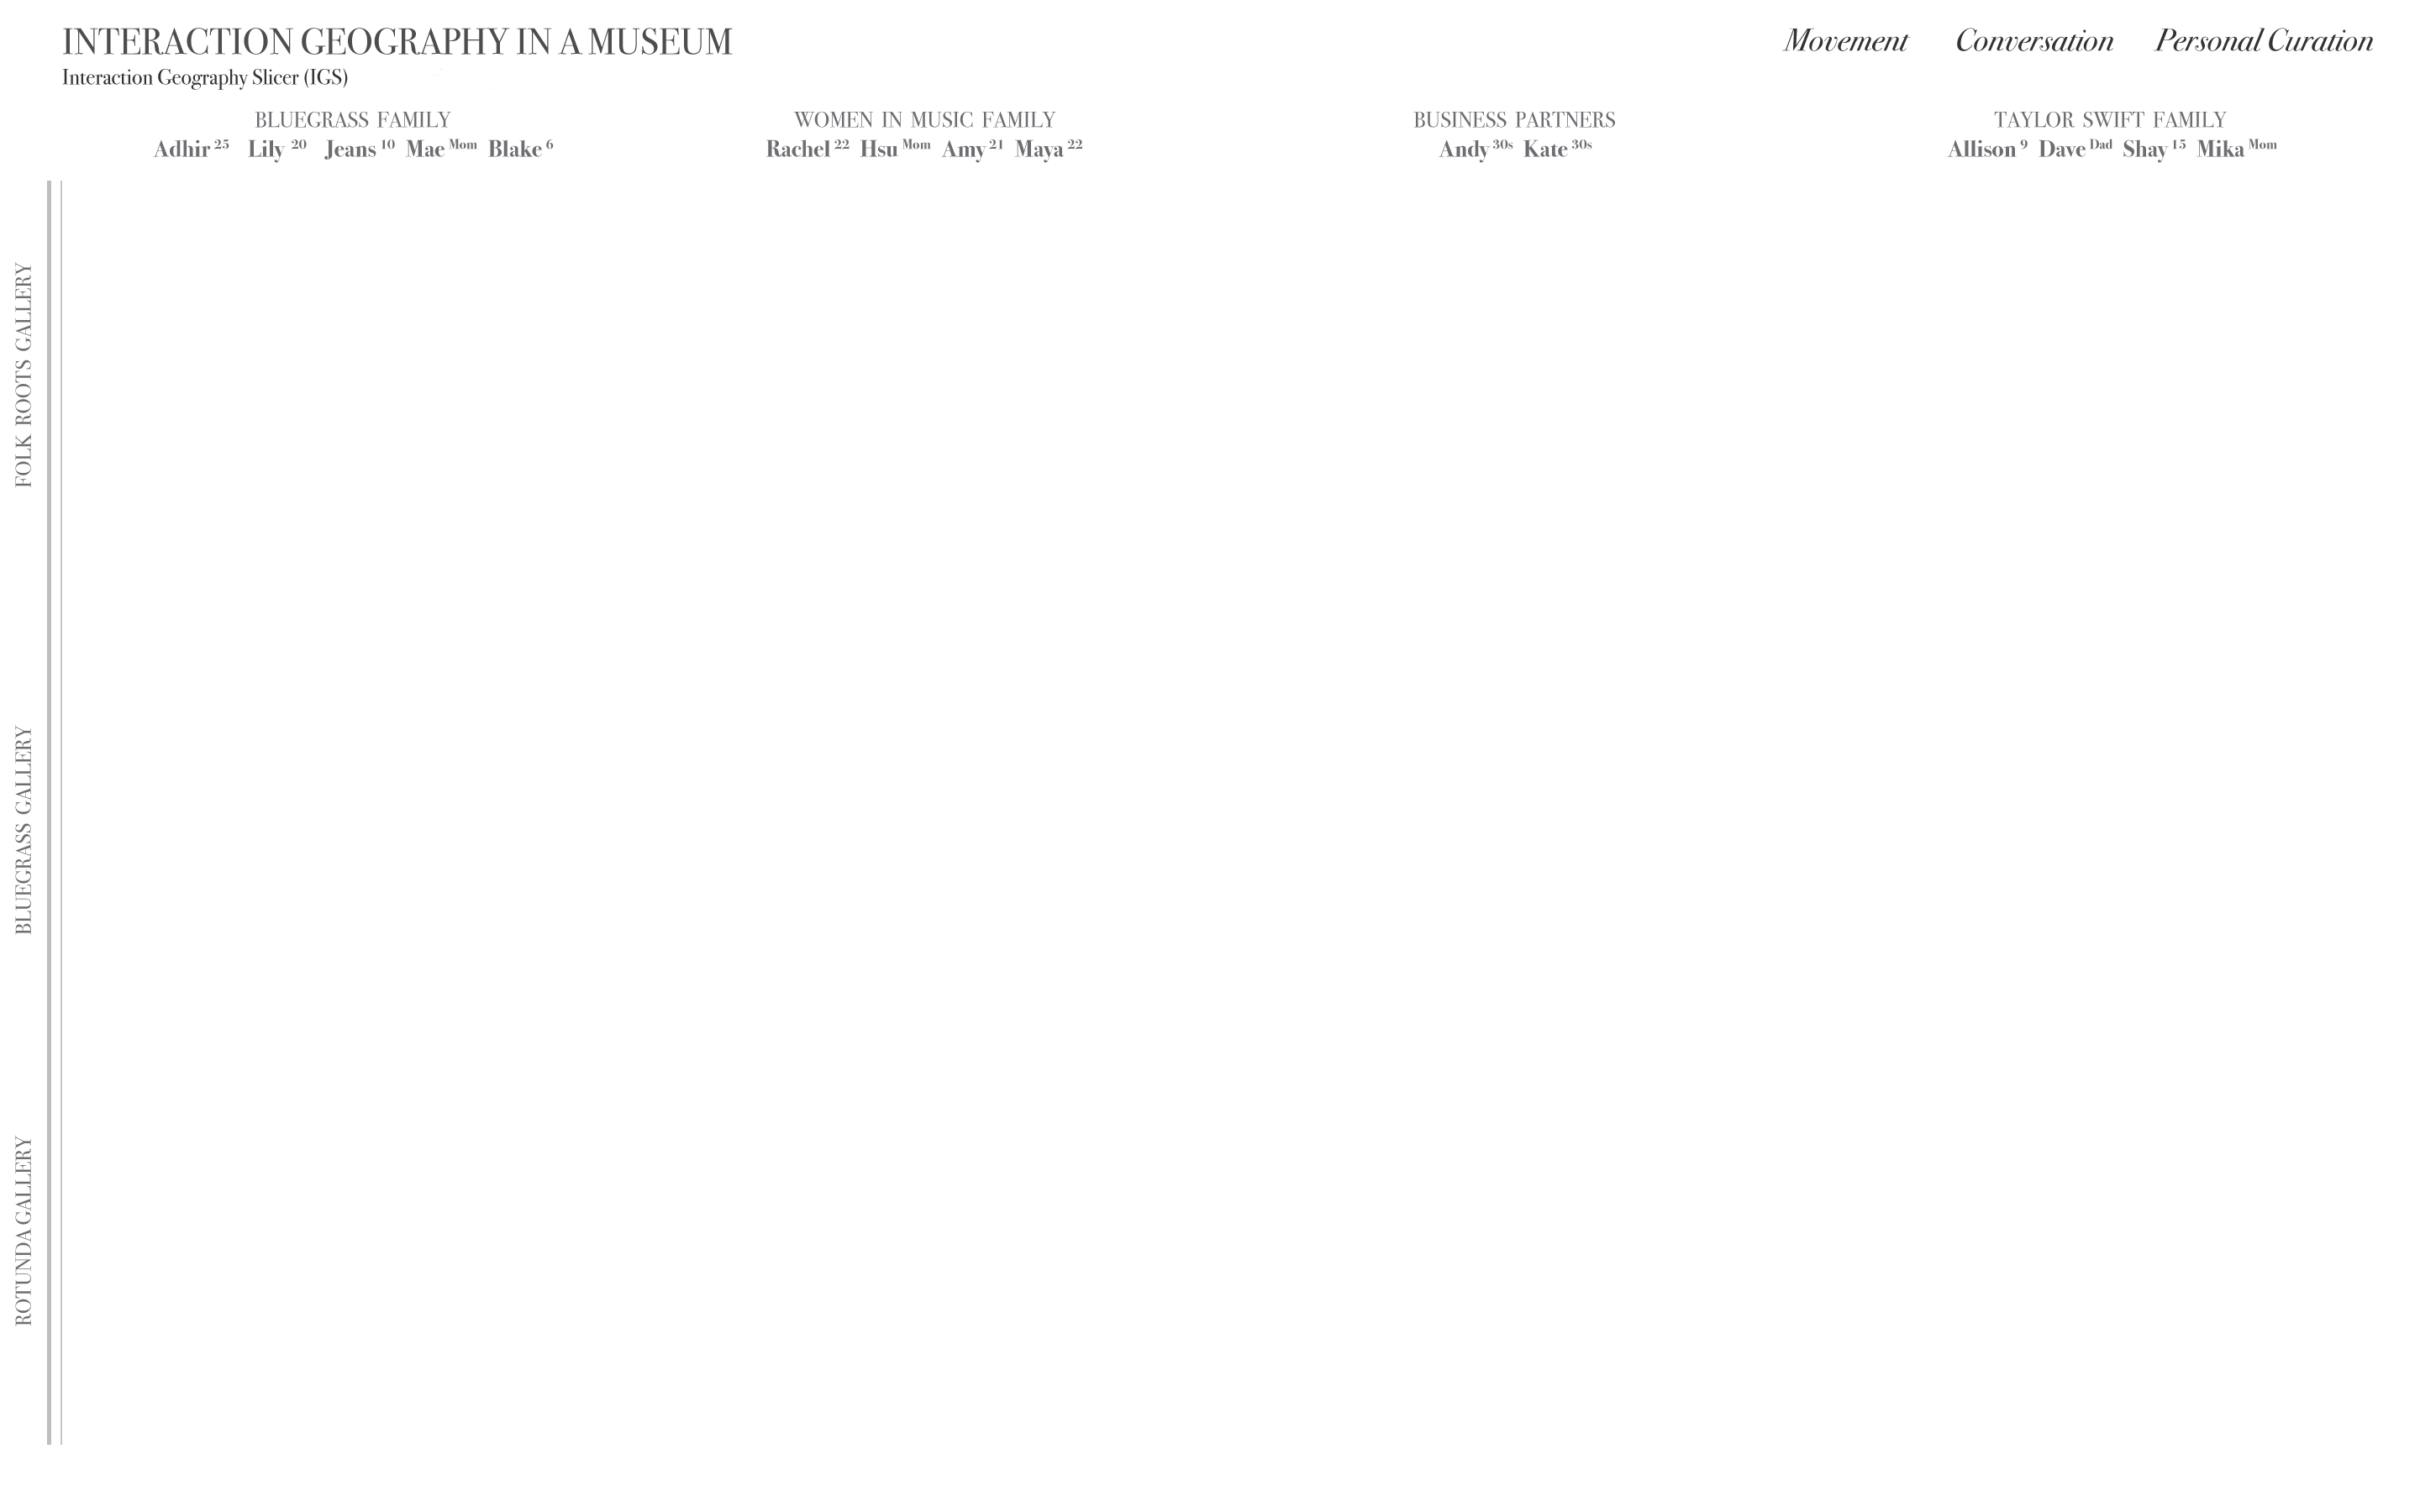 INTERACTION GEOGRAPHY IN A MUSEUM
Movement Conversation Personal Curation
Interaction Geography Slicer (IGS)
BLUEGRASS FAMILY
Adhir 25 Lily 20 Jeans 10 Mae Mom Blake 6
WOMEN IN MUSIC FAMILY
Rachel 22 Hsu Mom Amy 21 Maya 22
BUSINESS PARTNERS
Andy 30s Kate 30s
TAYLOR SWIFT FAMILY
Allison 9 Dave Dad Shay 15 Mika Mom
FOLK ROOTS GALLERY
BLUEGRASS GALLERY
ROTUNDA GALLERY